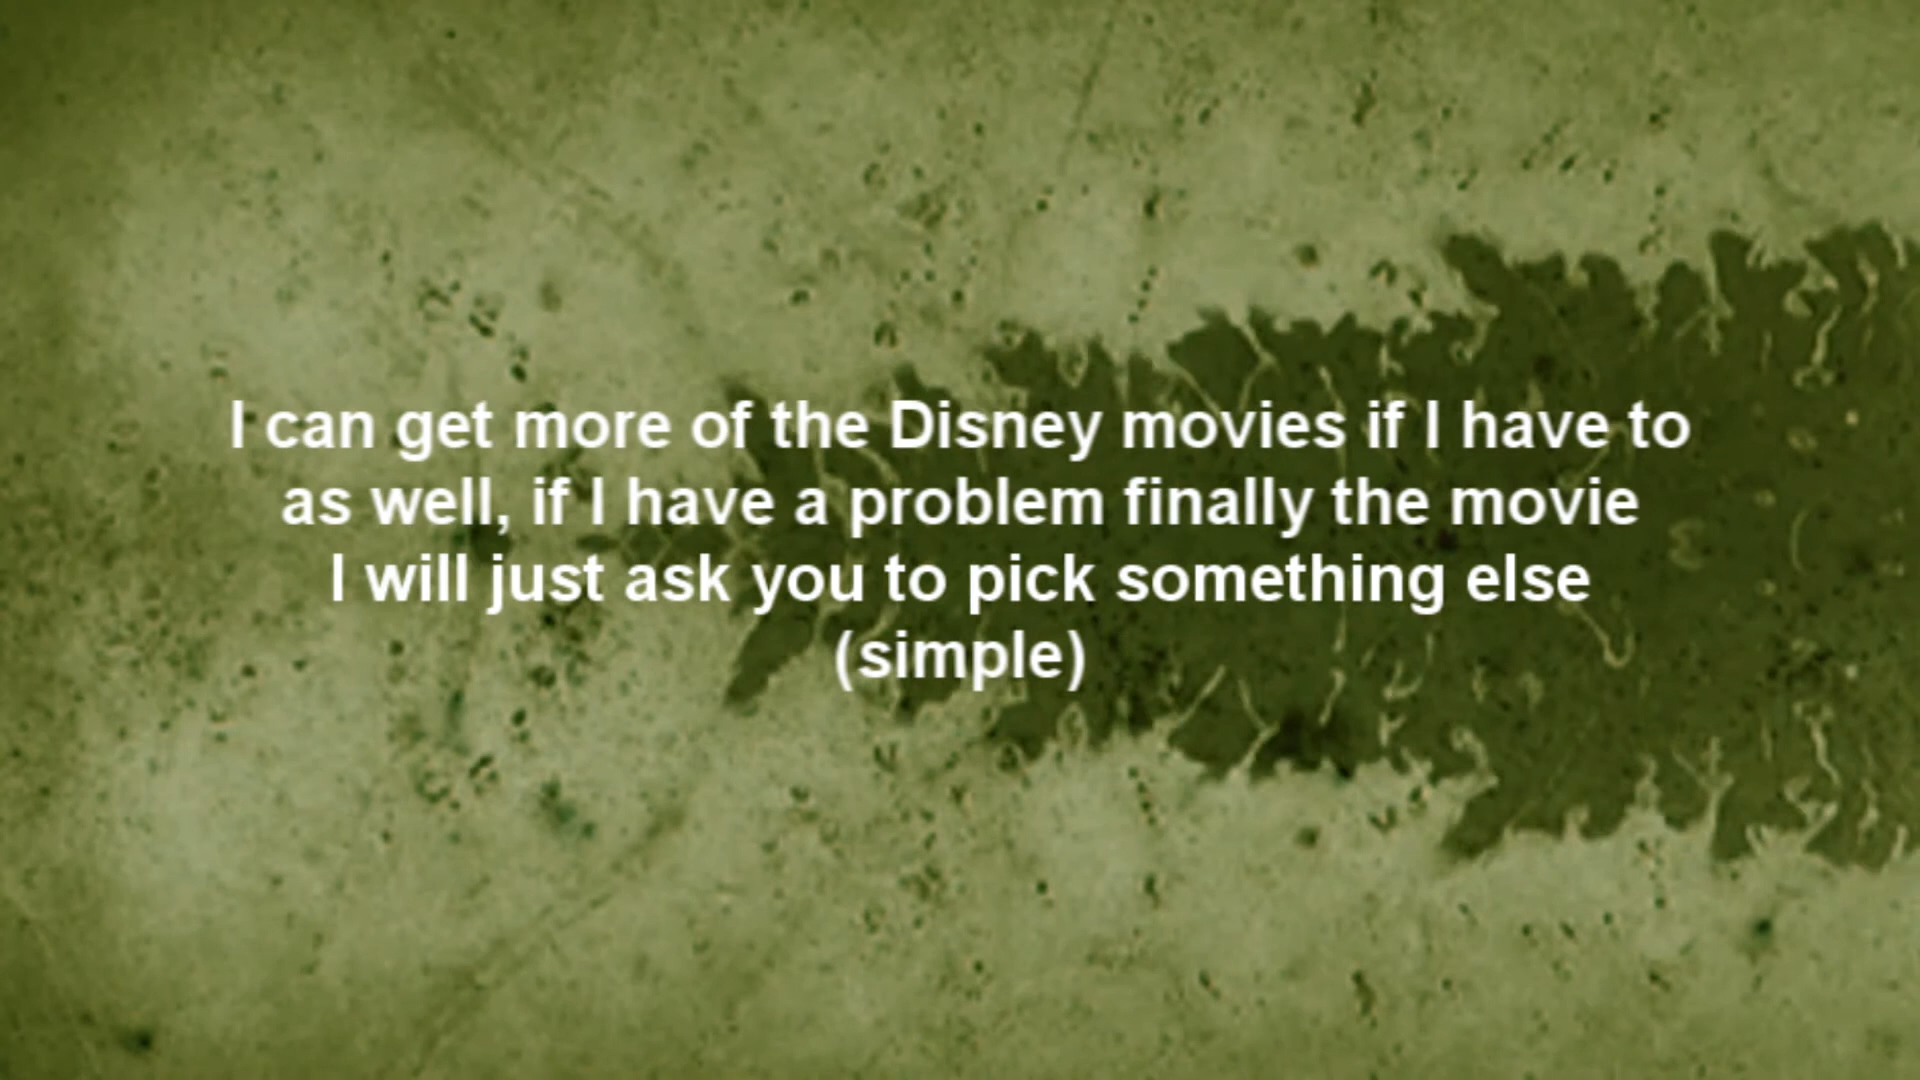 I can get more of the Disney movies if I have to
as well, if I have a problem finally the movie
I will just ask you to pick something else
(simple)